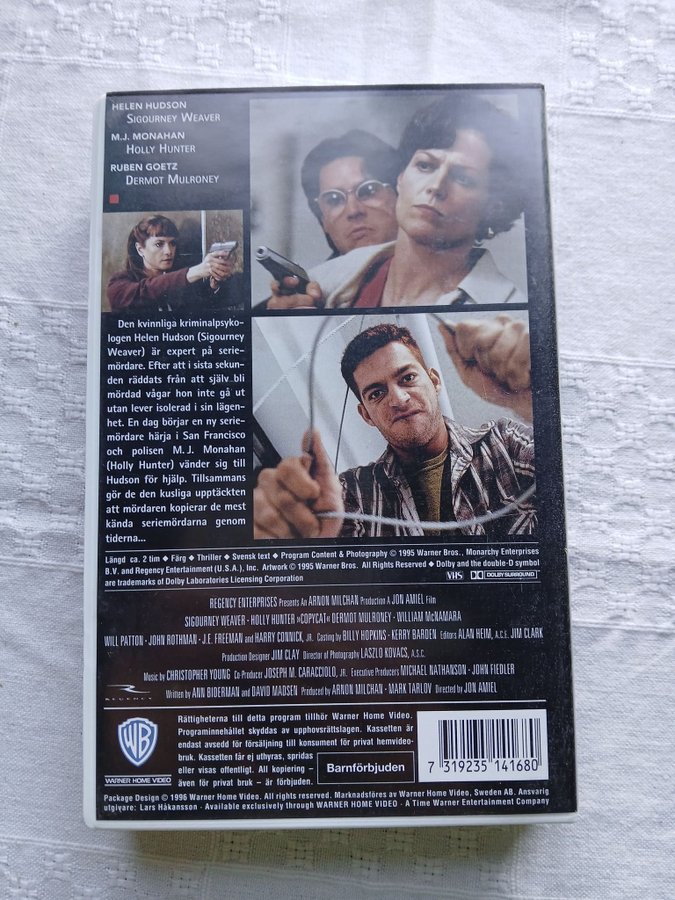 HELEN HUDSON
SIGOURNEY WEAVER
M.J. MONAHAN
HOLLY HUNTER
RUBEN GOETZ
DERMOT MULRONEY
Den kvinnliga kriminalpsyko-
logen Helen Hudson (Sigourney
Weaver) är expert på serie-
mördare. Efter att i sista sekun-
den räddats från att själv bli
mördad vågar hon inte gå ut
utan lever isolerad i sin lägen-
het. En dag börjar en ny serie-
mördare härja i San Francisco
och polisen M.J. Monahan
(Holly Hunter) vänder sig till
Hudson för hjälp. Tillsammans
gör de den kusliga upptäckten
att mördaren kopierar de mest
kända seriemördarna genom
tiderna...
Längd ca. 2 tim ◆ Färg ◆ Thriller ◆ Svensk text ◆ Program Content & Photography © 1995 Warner Bros., Monarchy Enterprises
B.V. and Regency Entertainment (U.S.A.), Inc. Artwork © 1995 Warner Bros. All Rights Reserved ◆ Dolby and the double-D symbol
are trademarks of Dolby Laboratories Licensing Corporation
VHS DOLBY SURROUND
REGENCY ENTERPRISES Presents An ARNON MILCHAN Production A JON AMIEL Film
SIGOURNEY WEAVER · HOLLY HUNTER »COPYCAT« DERMOT MULRONEY · WILLIAM McNAMARA
WILL PATTON · JOHN ROTHMAN · J.E. FREEMAN and HARRY CONNICK, JR. Casting by BILLY HOPKINS · KERRY BARDEN Editors ALAN HEIM, A.C.E. JIM CLARK
Production Designer JIM CLAY Director of Photography LASZLO KOVACS, A.S.C.
Music by CHRISTOPHER YOUNG Co-Producer JOSEPH M. CARACCIOLO, JR. Executive Producers MICHAEL NATHANSON · JOHN FIEDLER
Written by ANN BIDERMAN and DAVID MADSEN Produced by ARNON MILCHAN · MARK TARLOV Directed by JON AMIEL
REGENCY
WB
WARNER HOME VIDEO
Rättigheterna till detta program tillhör Warner Home Video.
Programinnehållet skyddas av upphovsrättslagen. Kassetten är
endast avsedd för försäljning till konsument för privat hemvideo-
bruk. Kassetten får ej uthyras, spridas
eller visas offentligt. All kopiering -
även för privat bruk - är förbjuden.
Barnförbjuden
7 319235 141680
Package Design © 1996 Warner Home Video. All rights reserved. Marknadsföres av Warner Home Video, Sweden AB. Ansvarig
utgivare: Lars Håkansson · Available exclusively through WARNER HOME VIDEO · A Time Warner Entertainment Company